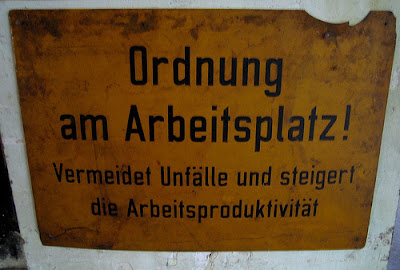 Ordnung
am Arbeitsplatz!
Vermeidet Unfälle und steigert
die Arbeitsproduktivität